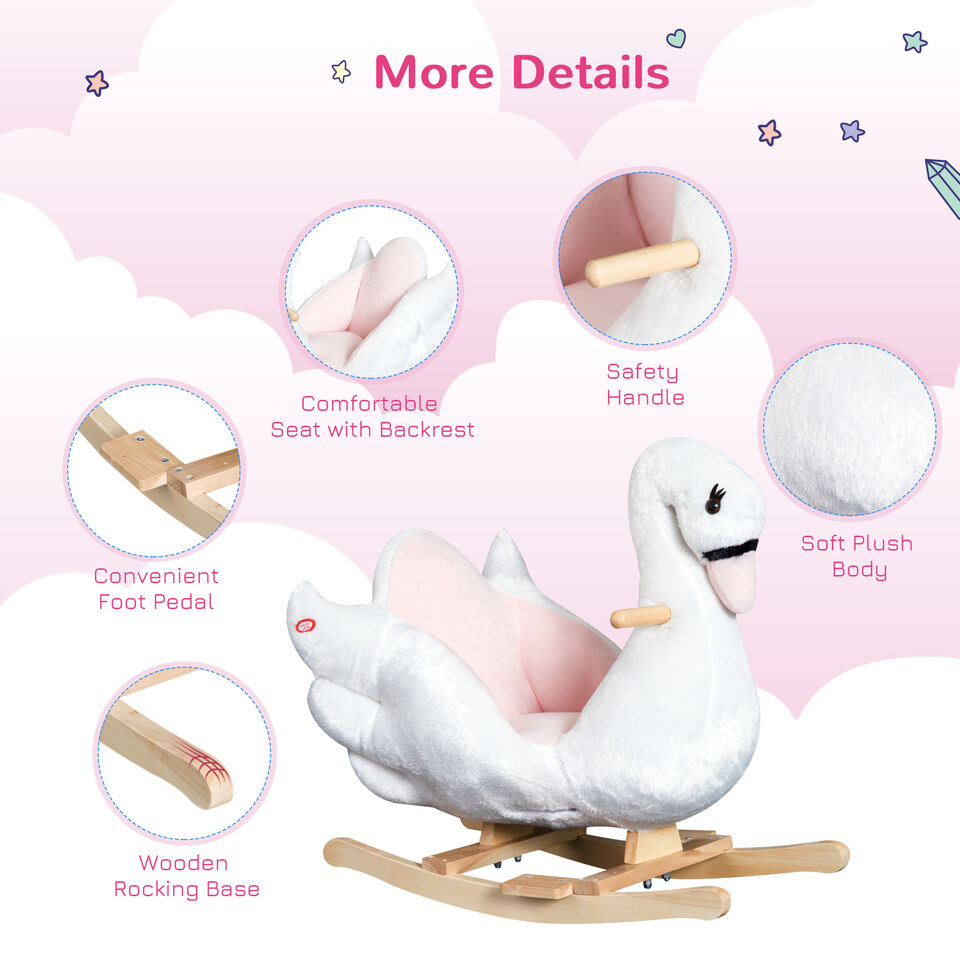 More Details
Comfortable
Seat with Backrest
Safety
Handle
Convenient
Foot Pedal
Soft Plush
Body
Wooden
Rocking Base